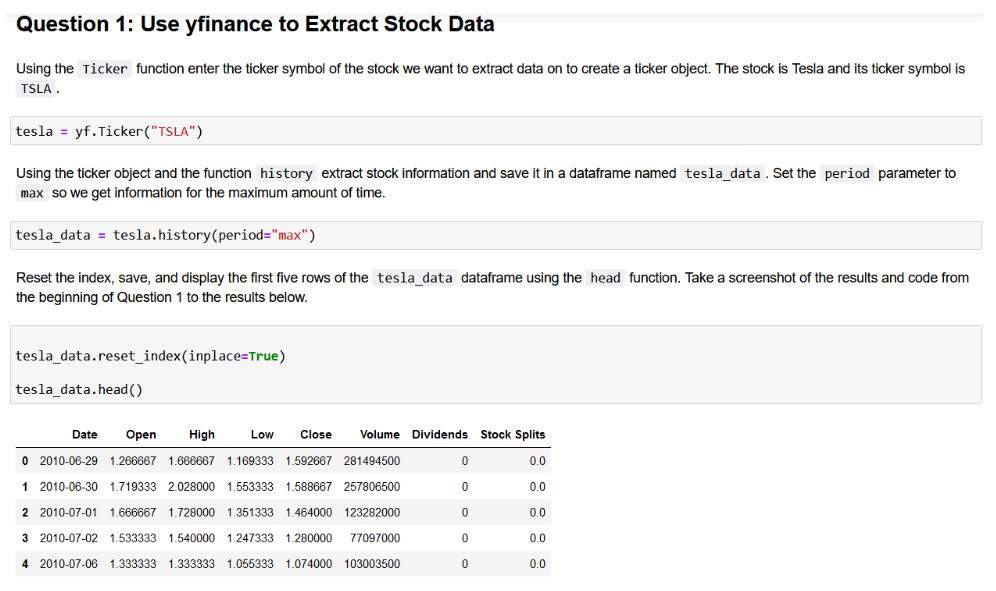 Question 1: Use yfinance to Extract Stock Data
Using the Ticker function enter the ticker symbol of the stock we want to extract data on to create a ticker object. The stock is Tesla and its ticker symbol is
TSLA .
tesla = yf.Ticker("TSLA")
Using the ticker object and the function history extract stock information and save it in a dataframe named tesla_data . Set the period parameter to
max so we get information for the maximum amount of time.
tesla_data = tesla.history(period="max")
Reset the index, save, and display the first five rows of the tesla_data dataframe using the head function. Take a screenshot of the results and code from
the beginning of Question 1 to the results below.
tesla_data.reset_index(inplace=True)
tesla_data.head()
Date Open High Low Close Volume Dividends Stock Splits
0 2010-06-29 1.266667 1.666667 1.169333 1.592667 281494500 0 0.0
1 2010-06-30 1.719333 2.028000 1.553333 1.588667 257806500 0 0.0
2 2010-07-01 1.666667 1.728000 1.351333 1.464000 123282000 0 0.0
3 2010-07-02 1.533333 1.540000 1.247333 1.280000 77097000 0 0.0
4 2010-07-06 1.333333 1.333333 1.055333 1.074000 103003500 0 0.0